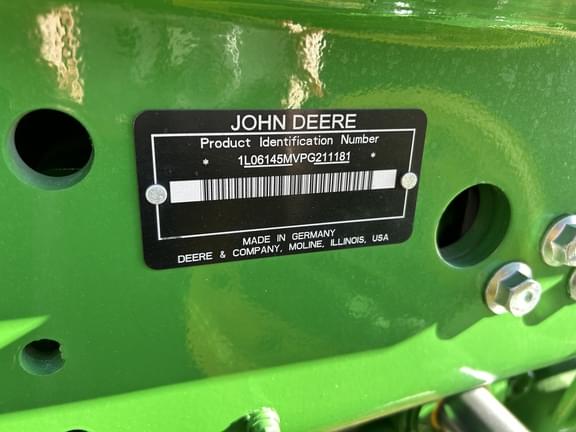 JOHN DEERE
Product Identification Number
* 1L06145MVPG211181 *
MADE IN GERMANY
DEERE & COMPANY, MOLINE, ILLINOIS, USA